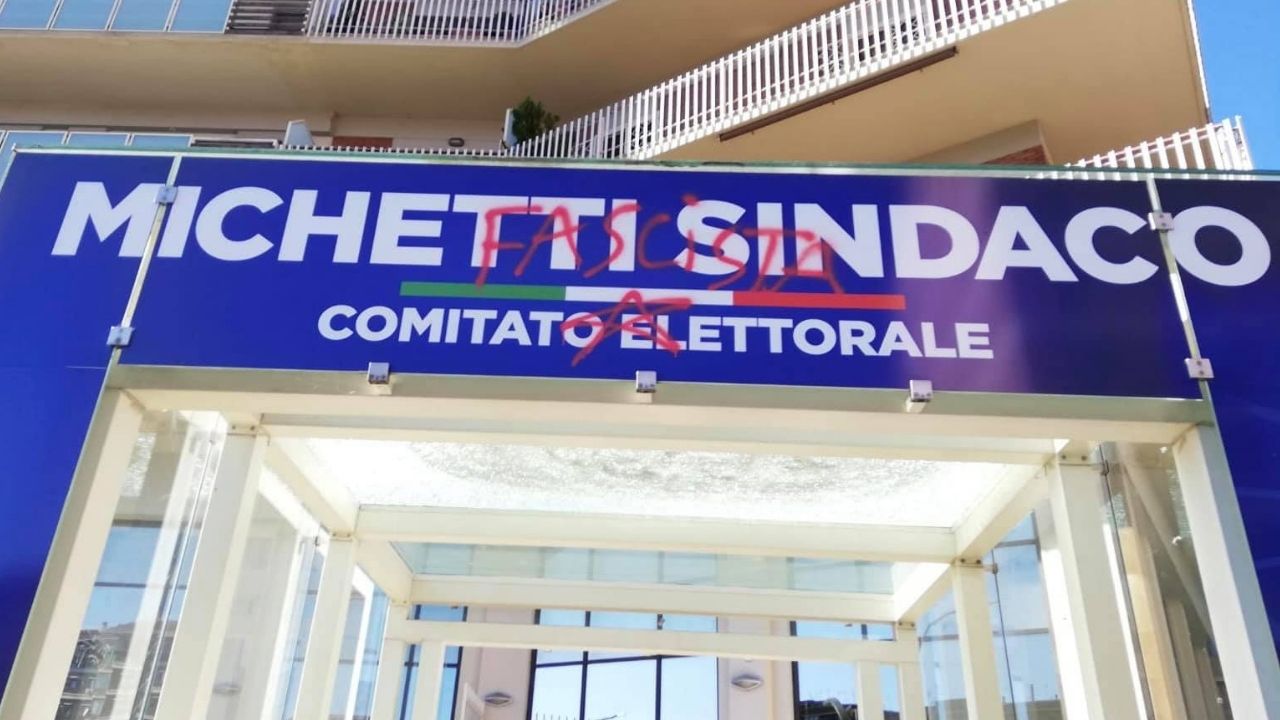 MICHETTI SINDACO
FASCISTA
COMITATO ELETTORALE